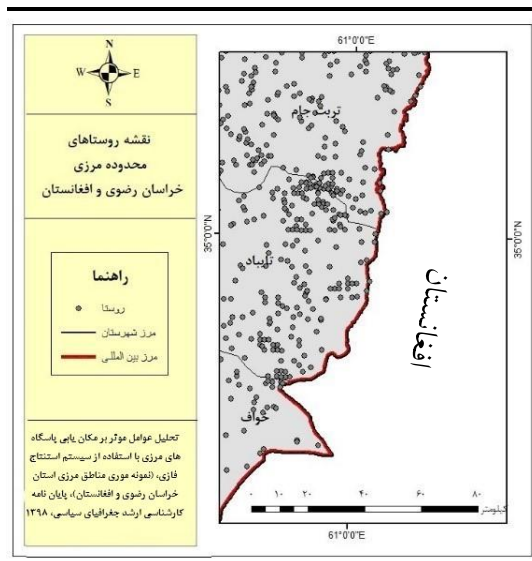 N
W E
S
نقشه روستاهای
محدوده مرزی
خراسان رضوی و افغانستان
راهنما
روستا
مرز شهرستان
مرز بین المللی
تحلیل عوامل موثر بر مکان یابی پاسگاه
های مرزی با استفاده از سیستم استنتاج
فازی، (نمونه موری مناطق مرزی استان
خراسان رضوی و افغانستان)، پایان نامه
کارشناسی ارشد جغرافیای سیاسی، ۱۳۹۸
61°0'0"E
تربت جام
35°0'0"N
35°0'0"N
تایباد
افغانستان
خواف
۰ ۱۰ ۲۰ ۴۰ ۶۰ ۸۰
کیلومتر
61°0'0"E